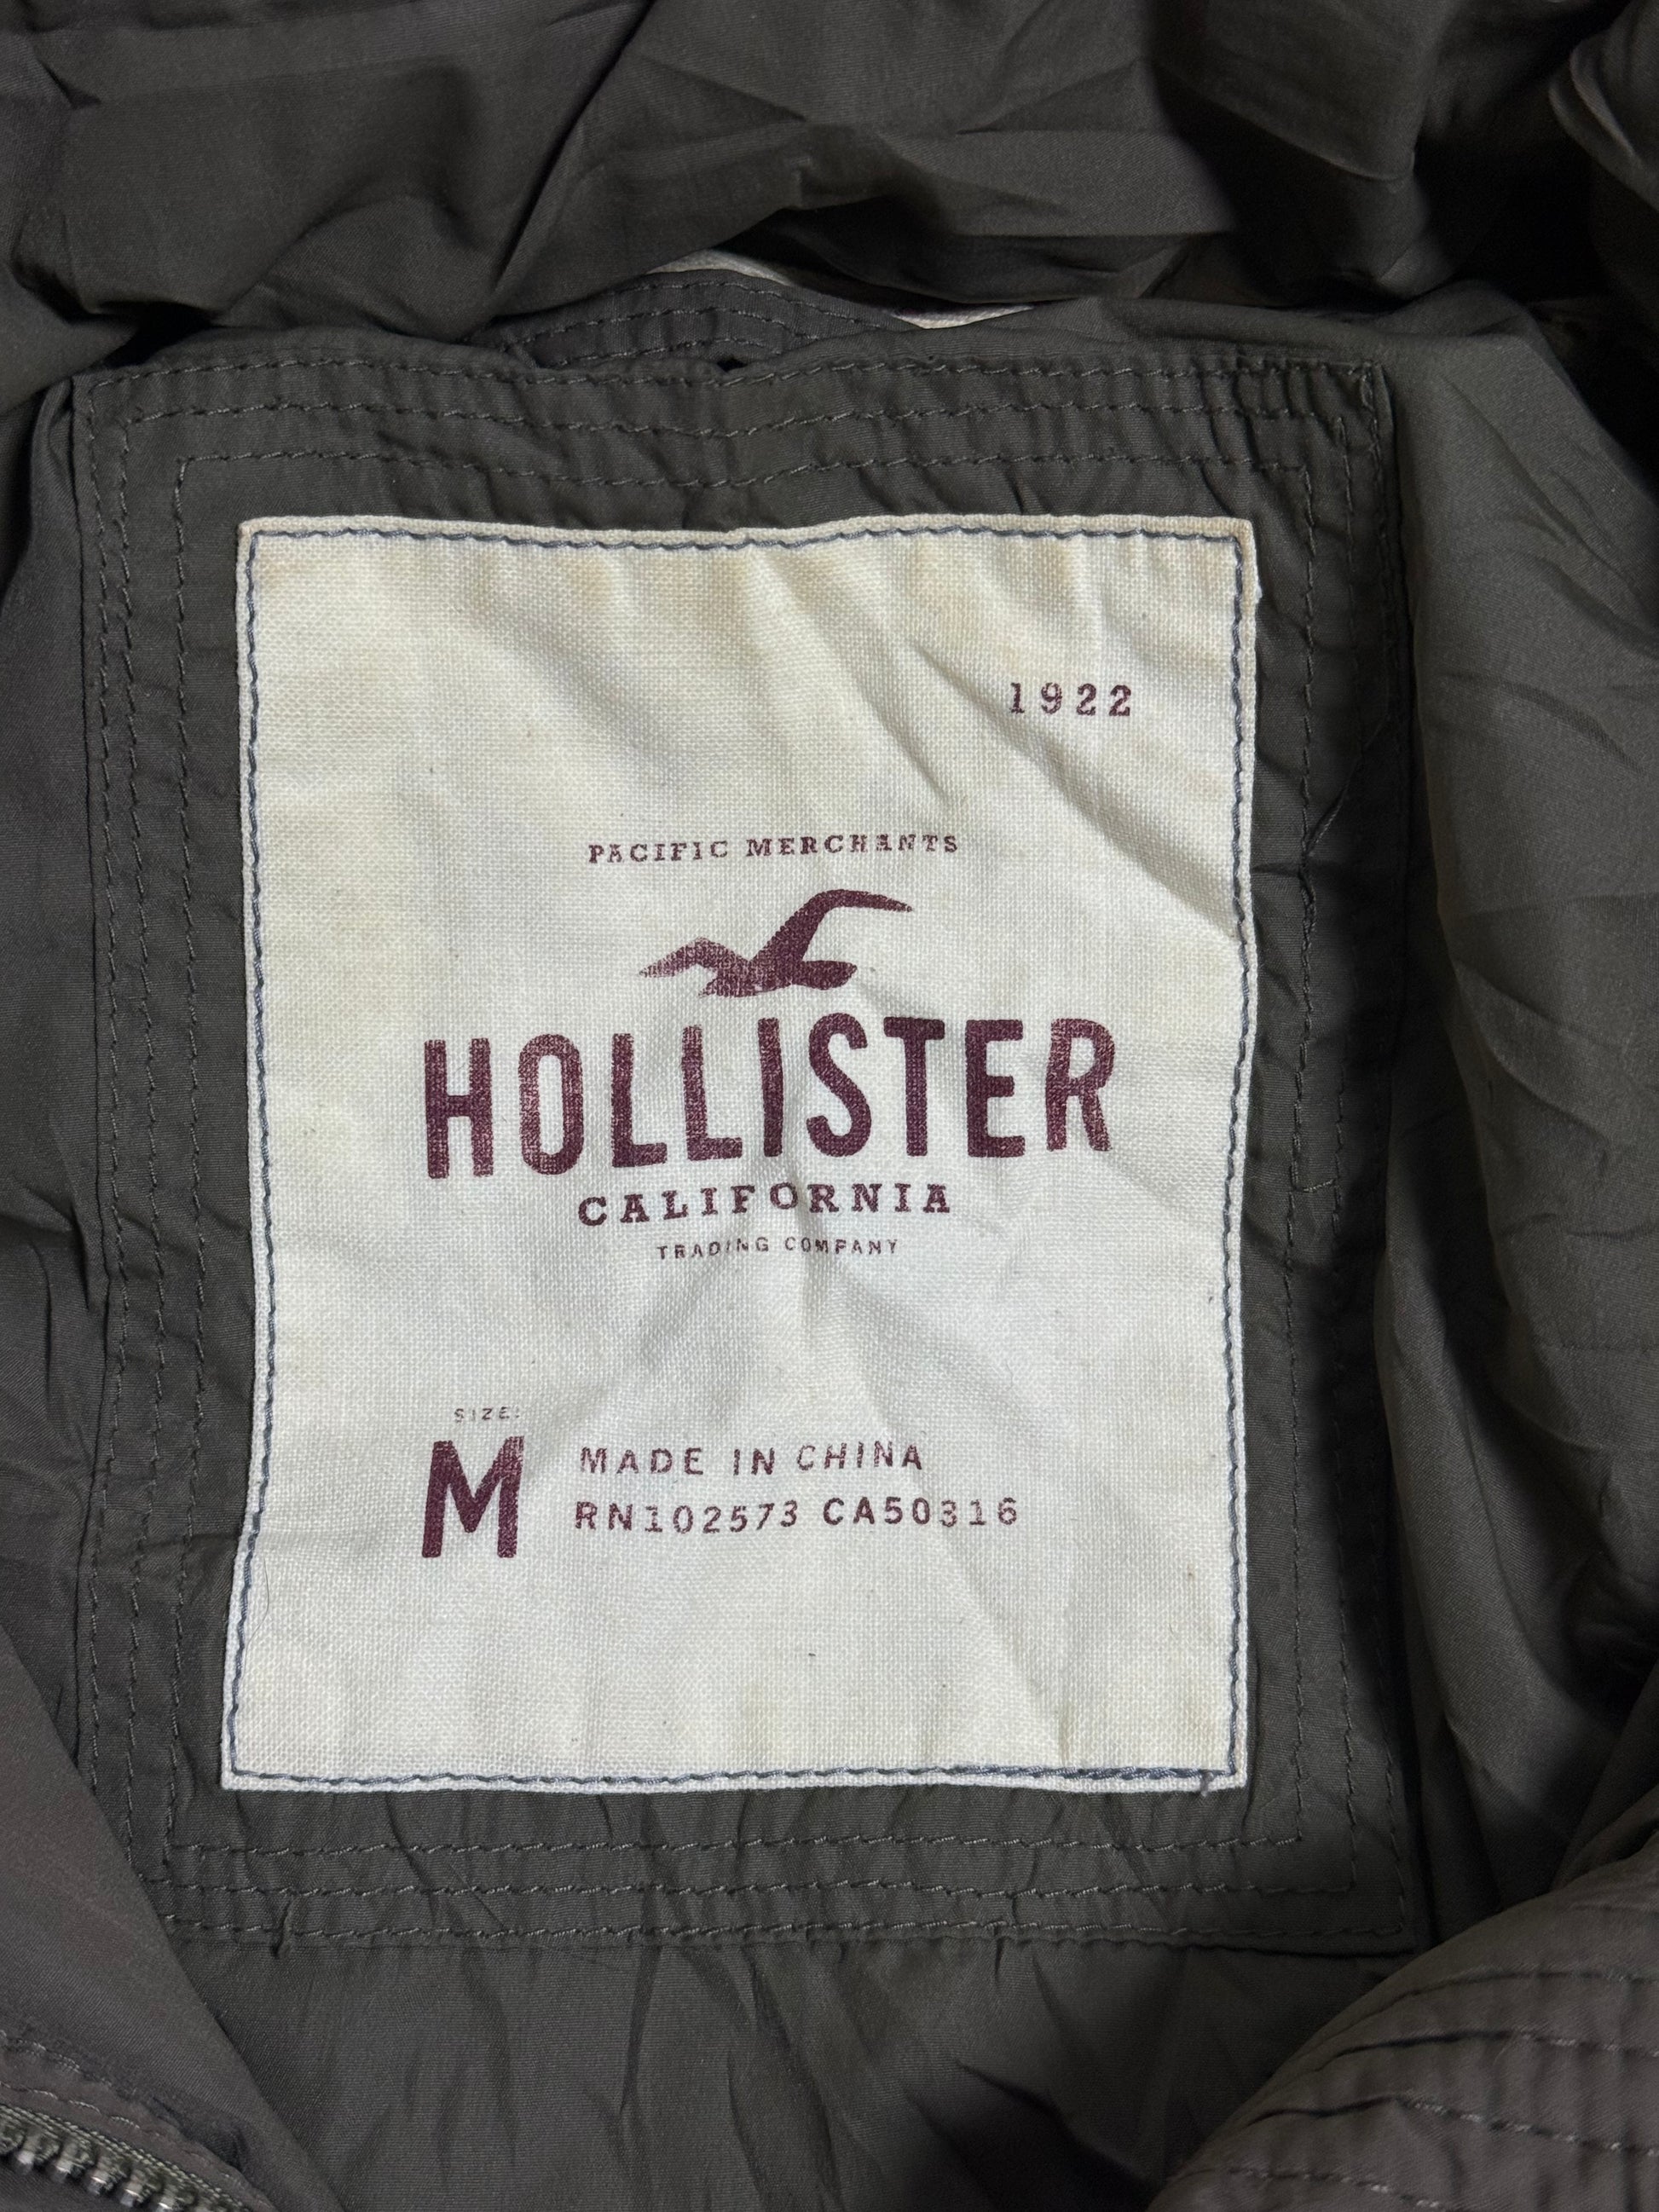 1922
PACIFIC MERCHANTS
HOLLISTER
CALIFORNIA
TRADING COMPANY
SIZE:
M
MADE IN CHINA
RN102573 CA50316